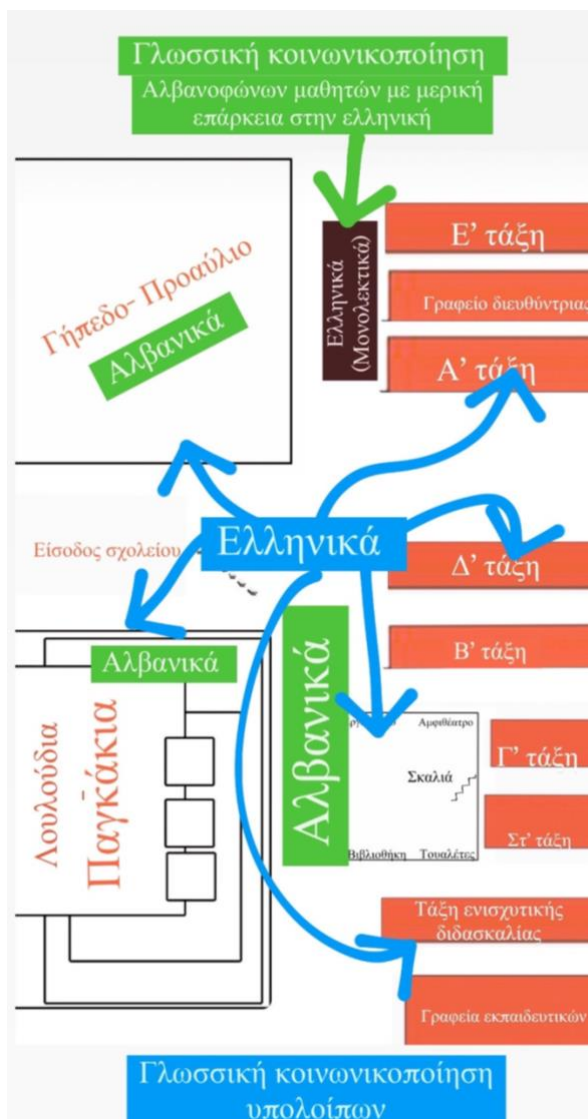 Γλωσσική κοινωνικοποίηση
Αλβανοφώνων μαθητών με μερική
επάρκεια στην ελληνική
Γήπεδο- Προαύλιο
Αλβανικά
Ελληνικά
(Μονολεκτικά)
Ε’ τάξη
Γραφείο διευθύντριας
Α’ τάξη
Είσοδος σχολείου
Ελληνικά
Δ’ τάξη
Β’ τάξη
Αλβανικά
Λουλούδια
Παγκάκια
Αλβανικά
Αμφιθέατρο
Σκαλιά
Βιβλιοθήκη
Τουαλέτες
Γ’ τάξη
Στ’ τάξη
Τάξη ενισχυτικής
διδασκαλίας
Γραφεία εκπαιδευτικών
Γλωσσική κοινωνικοποίηση
υπολοίπων